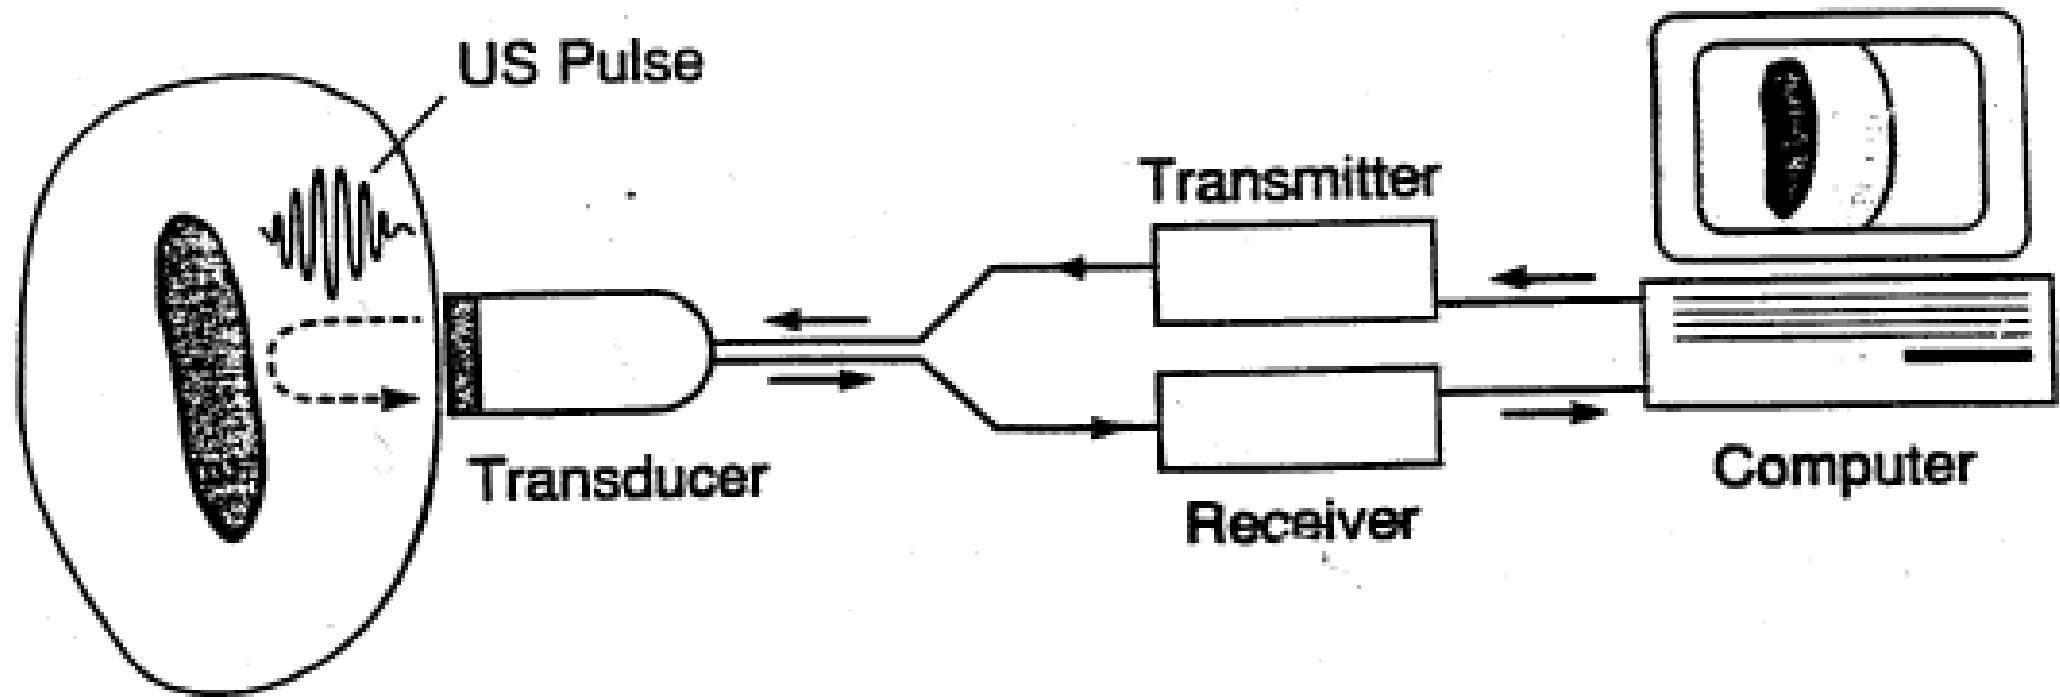 US Pulse
Transmitter
Transducer
Receiver
Computer